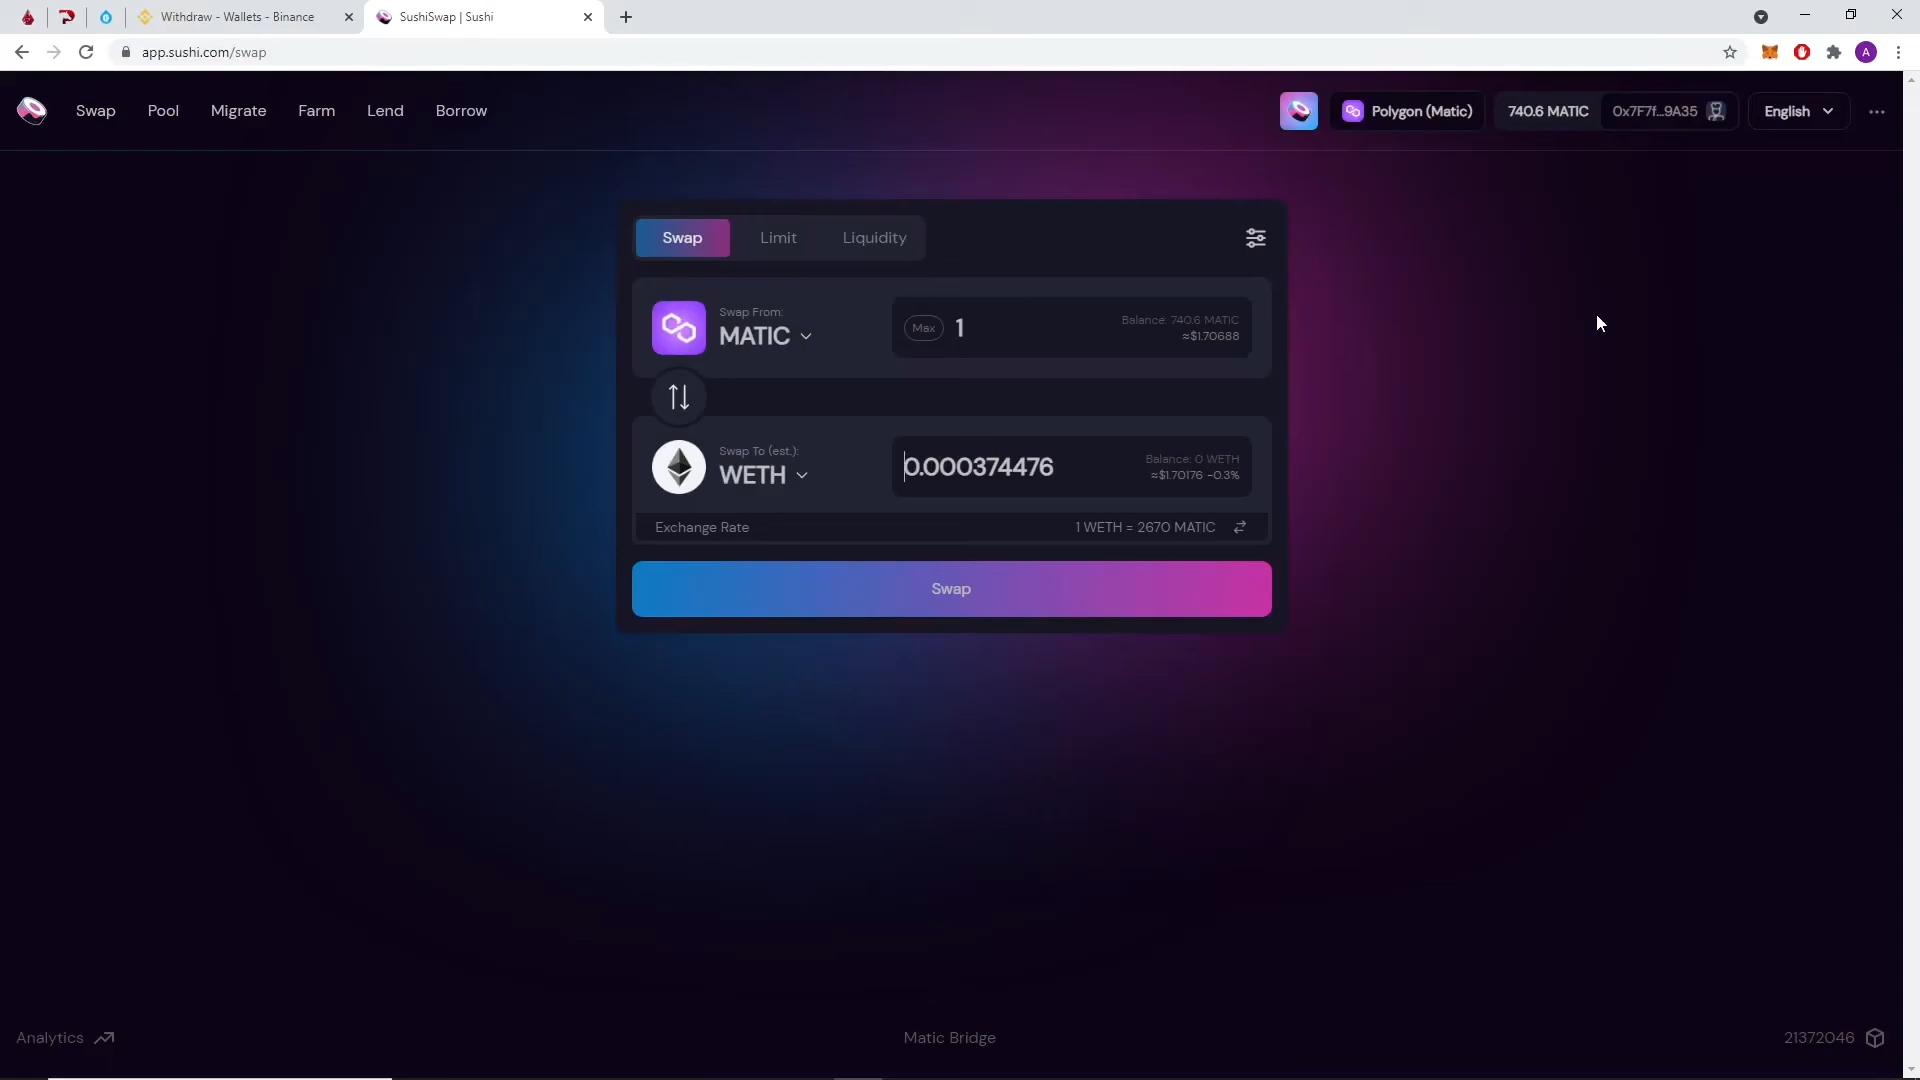 Withdraw - Wallets - Binance
SushiSwap | Sushi
app.sushi.com/swap
A
Swap
Pool
Migrate
Farm
Lend
Borrow
Polygon (Matic)
740.6 MATIC
0x7F7f...9A35
English
Swap
Limit
Liquidity
Swap From:
MATIC
Max
1
Balance: 740.6 MATIC
≈$1.70688
Swap To (est.):
WETH
0.000374476
Balance: 0 WETH
≈$1.70176 -0.3%
Exchange Rate
1 WETH = 2670 MATIC
Swap
Analytics
Matic Bridge
21372046